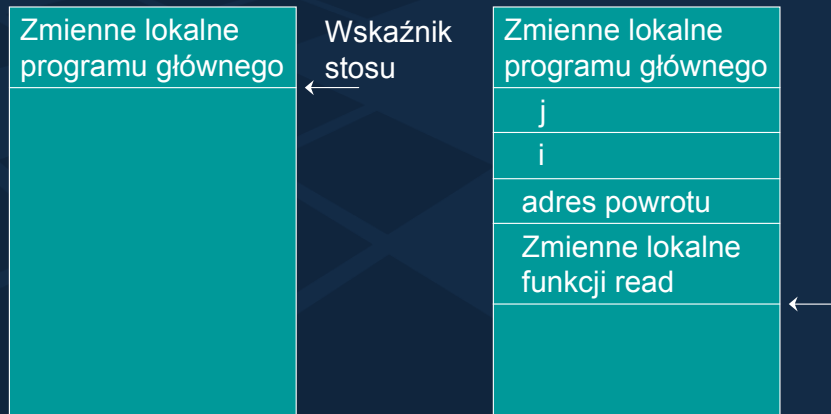 Zmienne lokalne
programu głównego
Wskaźnik
stosu
Zmienne lokalne
programu głównego
j
i
adres powrotu
Zmienne lokalne
funkcji read